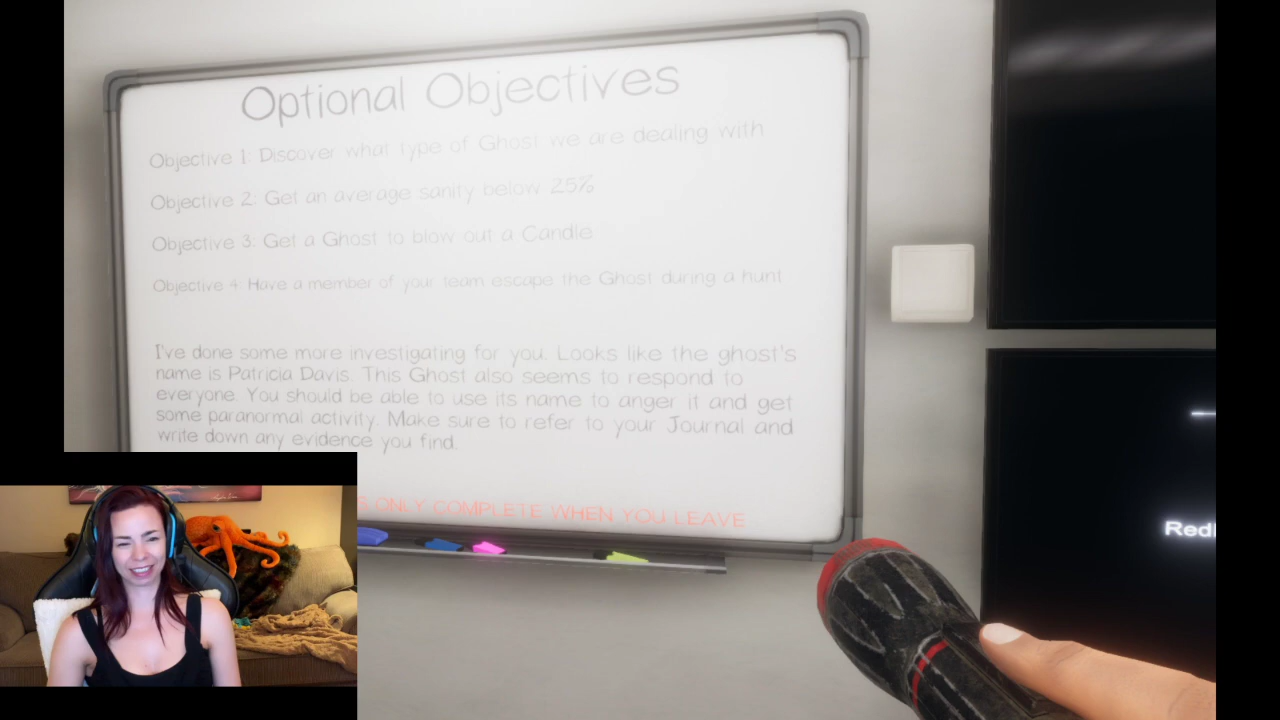 Optional Objectives
Objective 1: Discover what type of Ghost we are dealing with
Objective 2: Get an average sanity below 25%
Objective 3: Get a Ghost to blow out a Candle
Objective 4: Have a member of your team escape the Ghost during a hunt
I've done some more investigating for you. Looks like the ghost's
name is Patricia Davis. This Ghost also seems to respond to
everyone. You should be able to use its name to anger it and get
some paranormal activity. Make sure to refer to your Journal and
write down any evidence you find.
ONLY COMPLETE WHEN YOU LEAVE